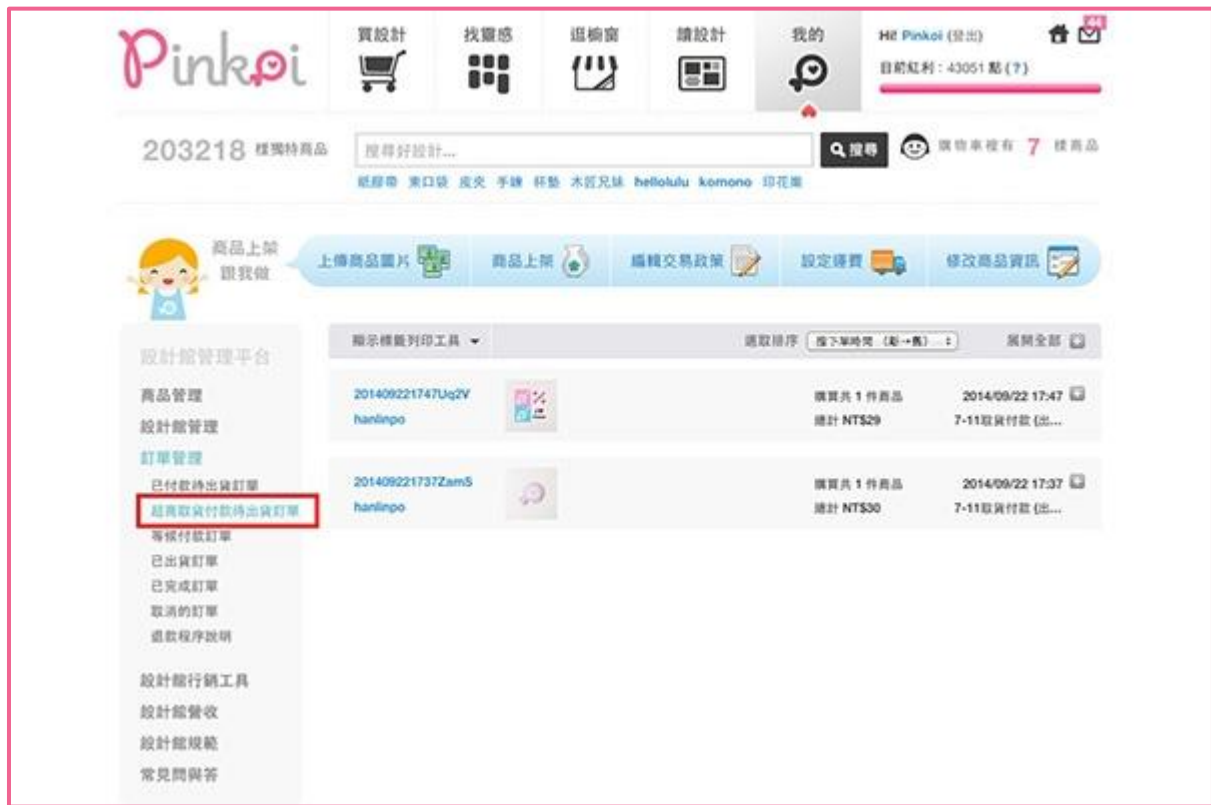 Pinkoi
買設計 找靈感 逛櫥窗 讀設計 我的
Hi! Pinkoi (登出)
44
目前紅利：43051 點 (?)
203218 樣獨特商品
搜尋好設計...
搜尋
購物車裡有 7 樣商品
紙膠帶 束口袋 皮夾 手鍊 杯墊 木匠兄妹 hellolulu komono 印花樂
商品上架
跟我做
上傳商品圖片 商品上架 編輯交易政策 設定運費 修改商品資訊
設計館管理平台
商品管理
設計館管理
訂單管理
已付款待出貨訂單
超商取貨付款待出貨訂單
等候付款訂單
已出貨訂單
已完成訂單
取消的訂單
退款程序說明
設計館行銷工具
設計館營收
設計館規範
常見問與答
顯示標籤列印工具
選取排序 按下單時間 (新→舊) 展開全部
201409221747Uq2V
hanlinpo
購買共 1 件商品
總計 NT$29
2014/09/22 17:47
7-11取貨付款 (出...
201409221737ZamS
hanlinpo
購買共 1 件商品
總計 NT$30
2014/09/22 17:37
7-11取貨付款 (出...